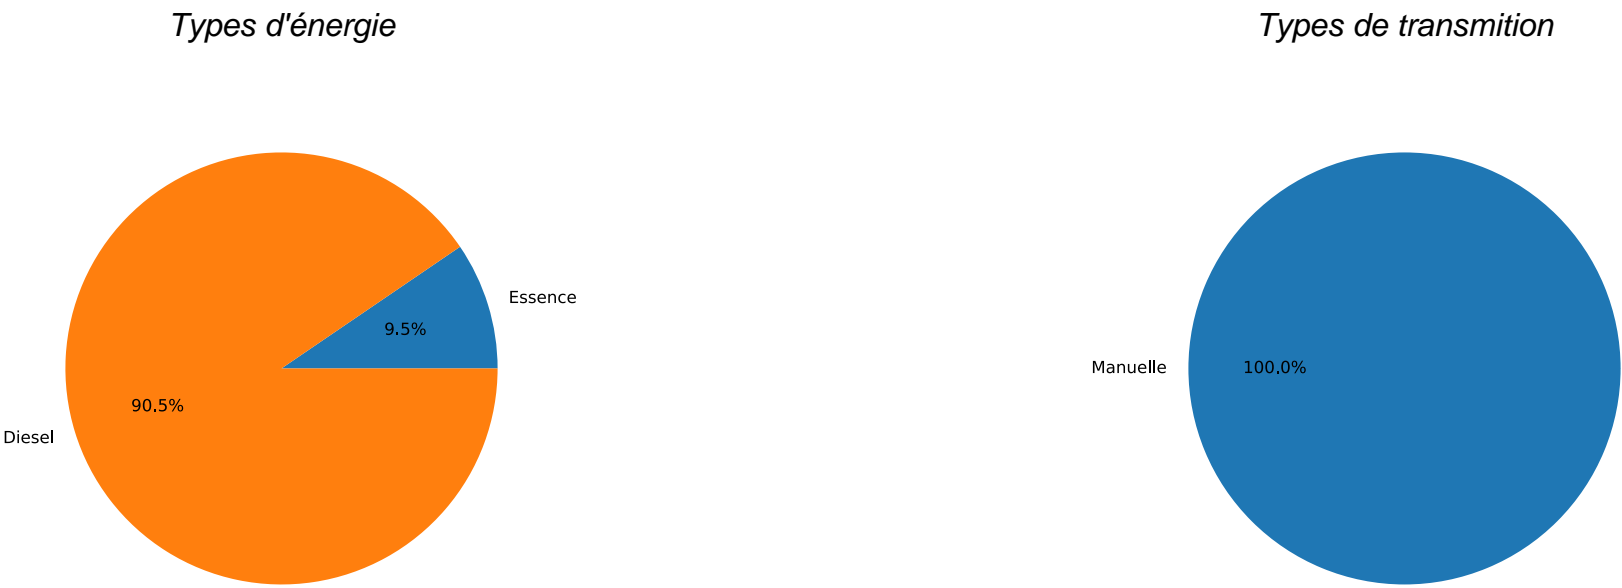 Types d'énergie
Types de transmition
Essence
9.5%
90.5%
Diesel
Manuelle
100.0%